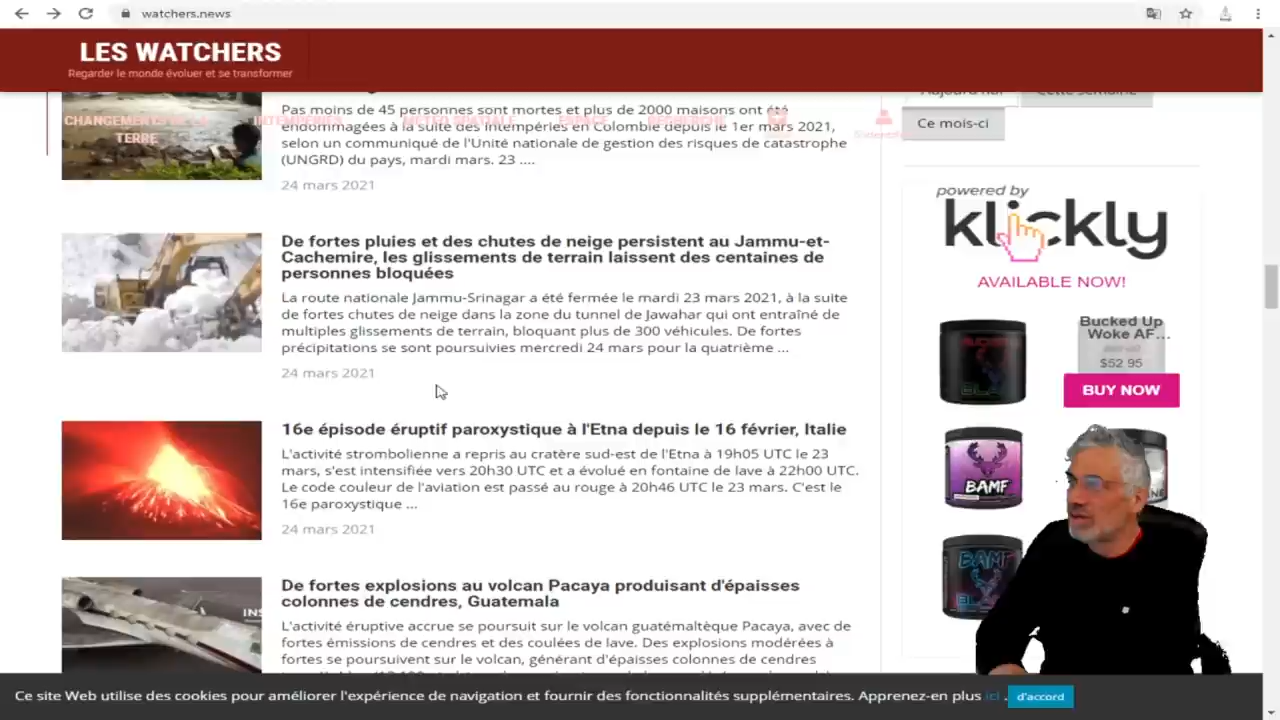 watchers.news
LES WATCHERS
Regarder le monde évoluer et se transformer
CHANGEMENTS DE LA
TERRE
INTEMPÉRIES
MÉTÉO SPATIALE
ESPACE
RECHERCHE
Pas moins de 45 personnes sont mortes et plus de 2000 maisons ont été
endommagées à la suite des intempéries en Colombie depuis le 1er mars 2021,
selon un communiqué de l'Unité nationale de gestion des risques de catastrophe
(UNGRD) du pays, mardi mars. 23 ....
24 mars 2021
De fortes pluies et des chutes de neige persistent au Jammu-et-
Cachemire, les glissements de terrain laissent des centaines de
personnes bloquées
La route nationale Jammu-Srinagar a été fermée le mardi 23 mars 2021, à la suite
de fortes chutes de neige dans la zone du tunnel de Jawahar qui ont entraîné de
multiples glissements de terrain, bloquant plus de 300 véhicules. De fortes
précipitations se sont poursuivies mercredi 24 mars pour la quatrième ...
24 mars 2021
16e épisode éruptif paroxystique à l'Etna depuis le 16 février, Italie
L'activité strombolienne a repris au cratère sud-est de l'Etna à 19h05 UTC le 23
mars, s'est intensifiée vers 20h30 UTC et a évolué en fontaine de lave à 22h00 UTC.
Le code couleur de l'aviation est passé au rouge à 20h46 UTC le 23 mars. C'est le
16e paroxystique ...
24 mars 2021
De fortes explosions au volcan Pacaya produisant d'épaisses
colonnes de cendres, Guatemala
L'activité éruptive accrue se poursuit sur le volcan guatémaltèque Pacaya, avec de
fortes émissions de cendres et des coulées de lave. Des explosions modérées à
fortes se poursuivent sur le volcan, générant d'épaisses colonnes de cendres
Aujourd'hui
Cette semaine
Ce mois-ci
powered by
klickly
AVAILABLE NOW!
Bucked Up
Woke AF...
$52.95
BUY NOW
BAMF
BAMF
Ce site Web utilise des cookies pour améliorer l'expérience de navigation et fournir des fonctionnalités supplémentaires. Apprenez-en plus ici .
d'accord